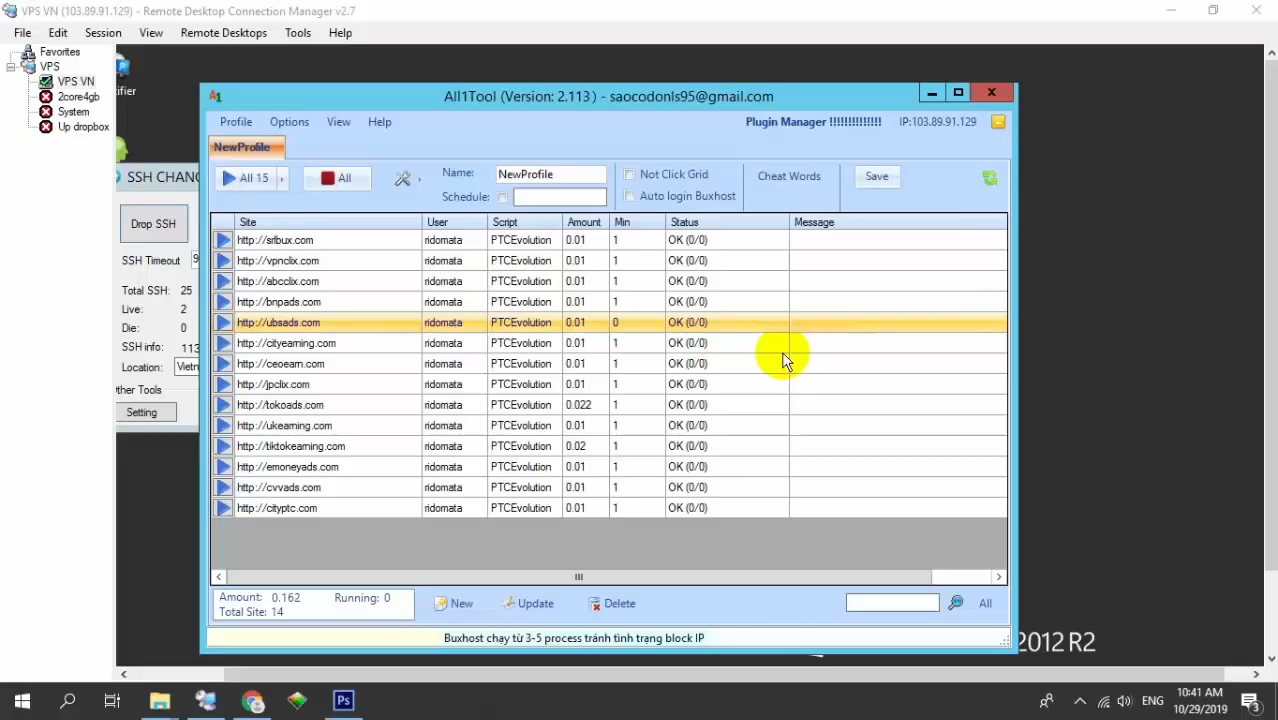 VPS VN (103.89.91.129) - Remote Desktop Connection Manager v2.7
File Edit Session View Remote Desktops Tools Help
Favorites
VPS
VPS VN
2core4gb
System
Up dropbox
tifier
SSH CHANG
Drop SSH
SSH Timeout 9
Total SSH: 25
Live: 2
Die: 0
SSH info: 113
Location: Vietn
ther Tools
Setting
A1 All1Tool (Version: 2.113 ) - saocodonls95@gmail.com
Profile Options View Help Plugin Manager !!!!!!!!!!!!!! IP:103.89.91.129
NewProfile
All 15 All Name: NewProfile Not Click Grid Cheat Words Save
Schedule: Auto login Buxhost
Site User Script Amount Min Status Message
http://srlbux.com ridomata PTCEvolution 0.01 1 OK (0/0)
http://vpnclix.com ridomata PTCEvolution 0.01 1 OK (0/0)
http://abcclix.com ridomata PTCEvolution 0.01 1 OK (0/0)
http://bnpads.com ridomata PTCEvolution 0.01 1 OK (0/0)
http://ubsads.com ridomata PTCEvolution 0.01 0 OK (0/0)
http://cityearning.com ridomata PTCEvolution 0.01 1 OK (0/0)
http://ceoearn.com ridomata PTCEvolution 0.01 1 OK (0/0)
http://jpclix.com ridomata PTCEvolution 0.01 1 OK (0/0)
http://tokoads.com ridomata PTCEvolution 0.022 1 OK (0/0)
http://ukearning.com ridomata PTCEvolution 0.01 1 OK (0/0)
http://tiktokearning.com ridomata PTCEvolution 0.02 1 OK (0/0)
http://emoneyads.com ridomata PTCEvolution 0.01 1 OK (0/0)
http://cvvads.com ridomata PTCEvolution 0.01 1 OK (0/0)
http://cityptc.com ridomata PTCEvolution 0.01 1 OK (0/0)
Amount: 0.162 Running: 0
Total Site: 14
New Update Delete All
Buxhost chạy từ 3-5 process tránh tình trạng block IP
2012 R2
Ps
ENG
10:41 AM
10/29/2019
3